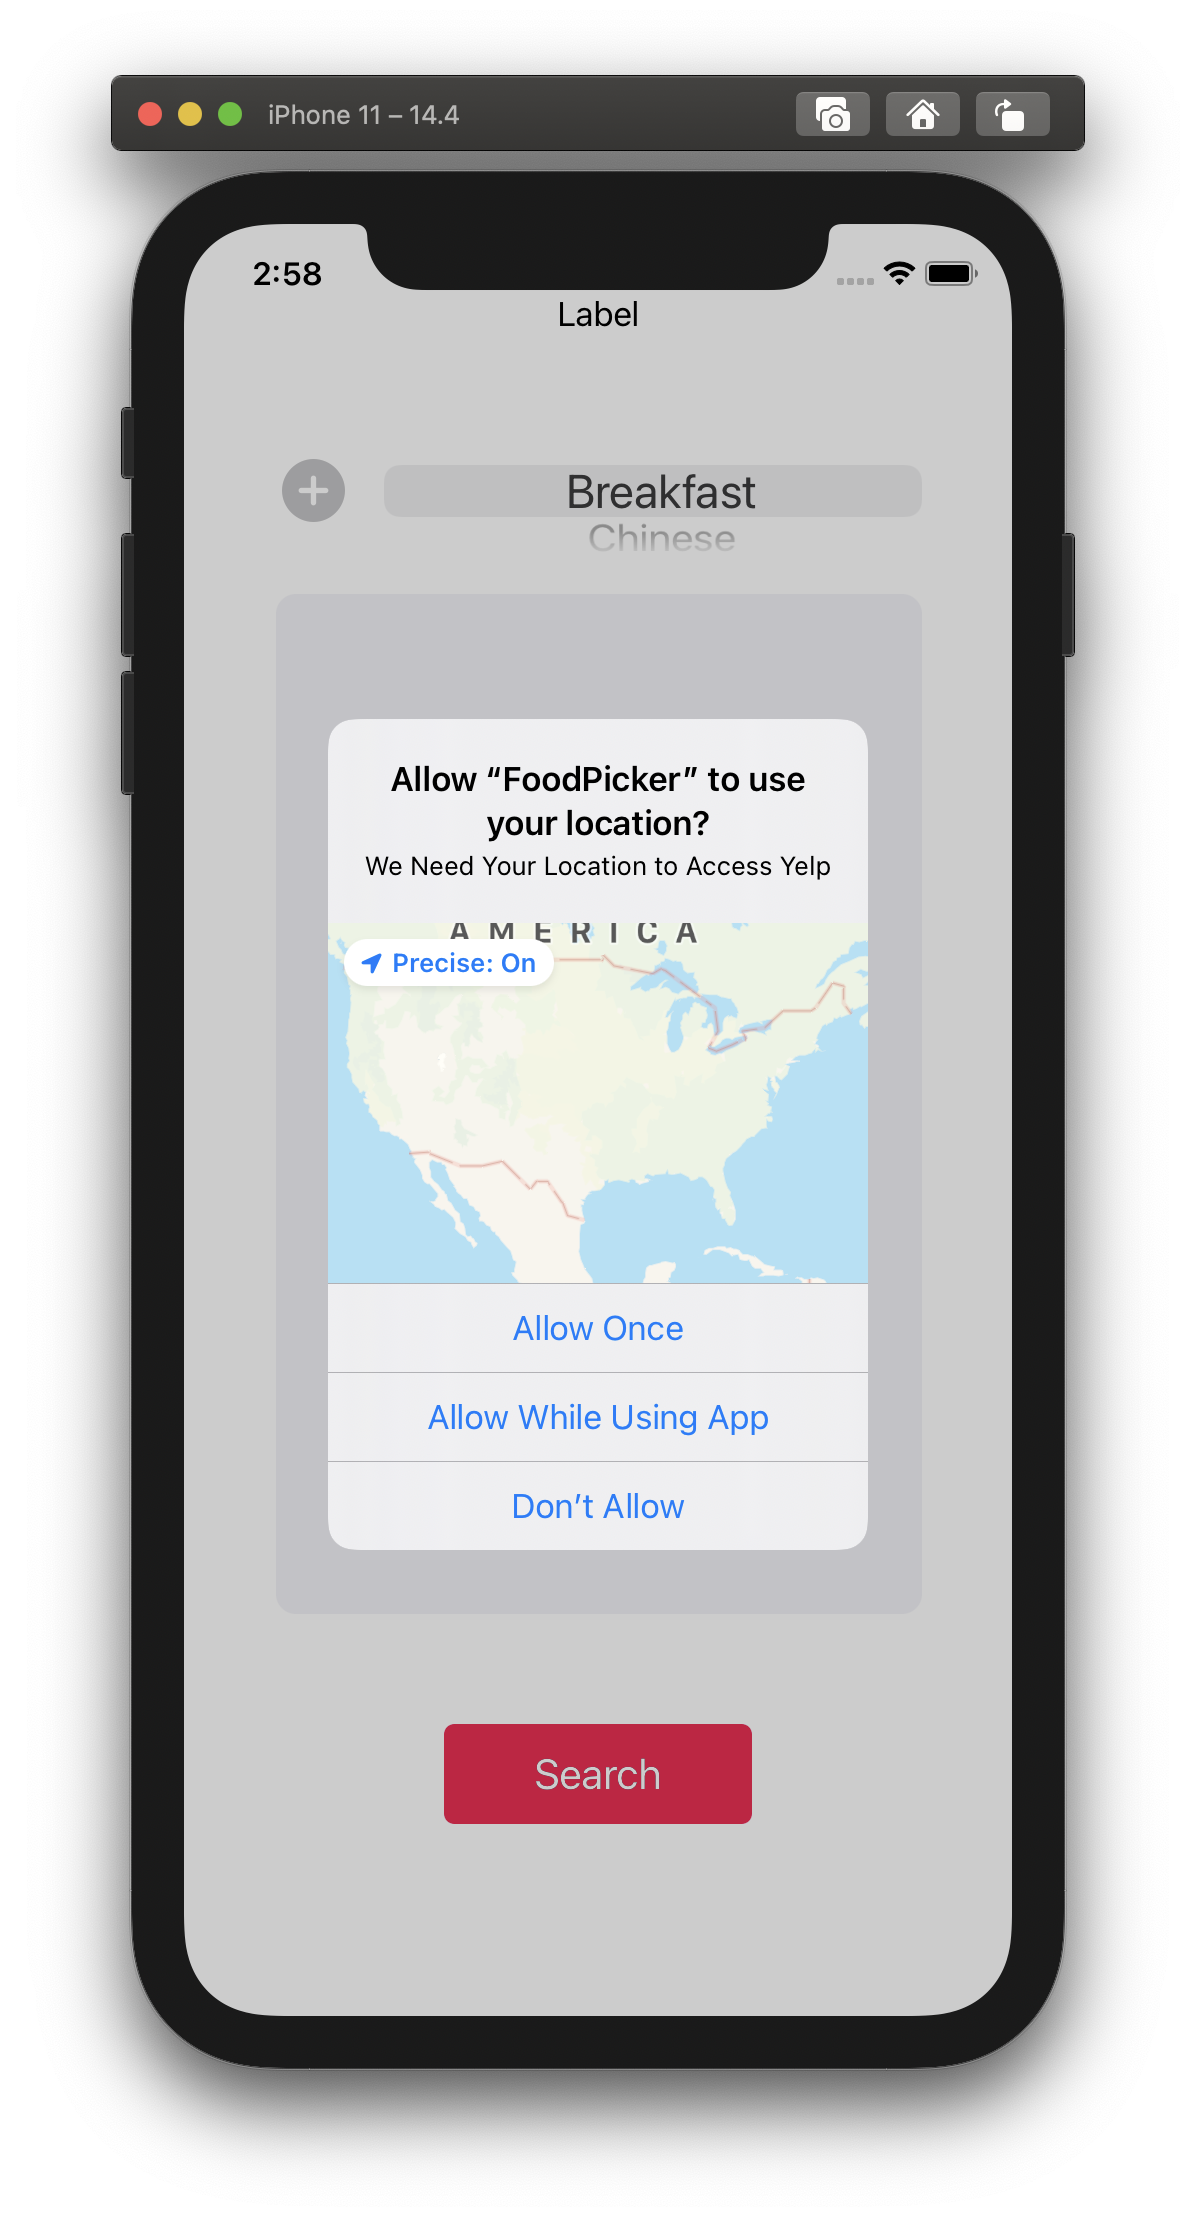 iPhone 11 – 14.4
2:58
Label
Breakfast
Chinese
Allow “FoodPicker” to use
your location?
We Need Your Location to Access Yelp
AMERICA
Precise: On
Allow Once
Allow While Using App
Don’t Allow
Search